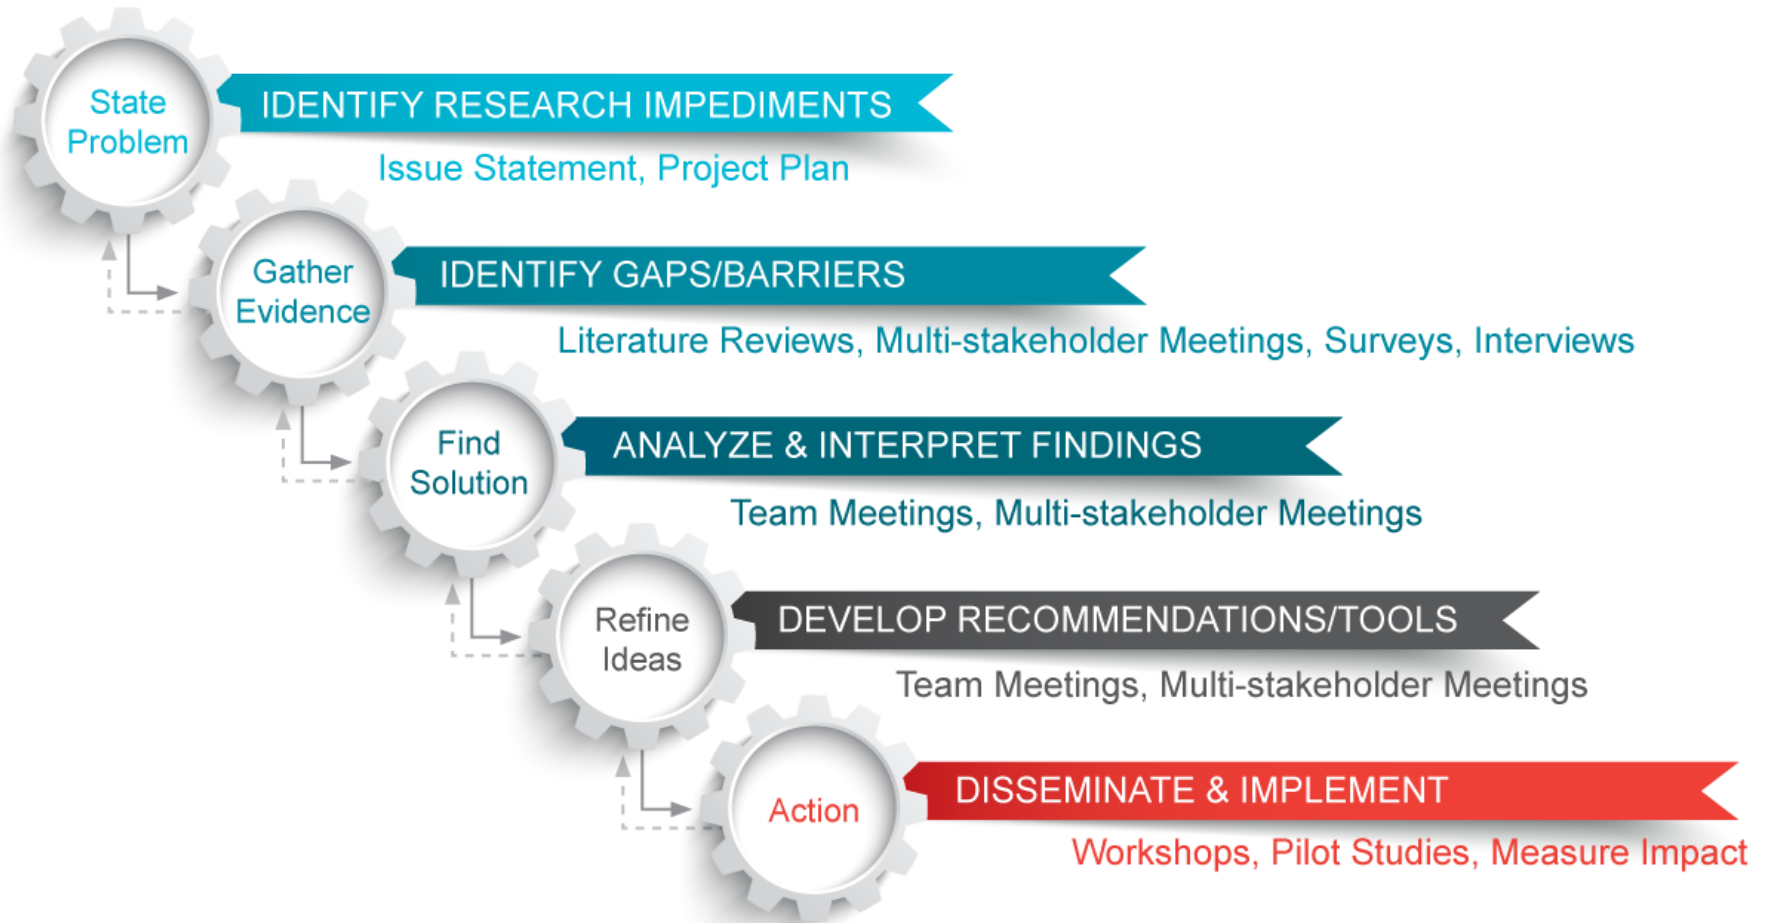 State
Problem
IDENTIFY RESEARCH IMPEDIMENTS
Issue Statement, Project Plan
Gather
Evidence
IDENTIFY GAPS/BARRIERS
Literature Reviews, Multi-stakeholder Meetings, Surveys, Interviews
Find
Solution
ANALYZE & INTERPRET FINDINGS
Team Meetings, Multi-stakeholder Meetings
Refine
Ideas
DEVELOP RECOMMENDATIONS/TOOLS
Team Meetings, Multi-stakeholder Meetings
Action
DISSEMINATE & IMPLEMENT
Workshops, Pilot Studies, Measure Impact